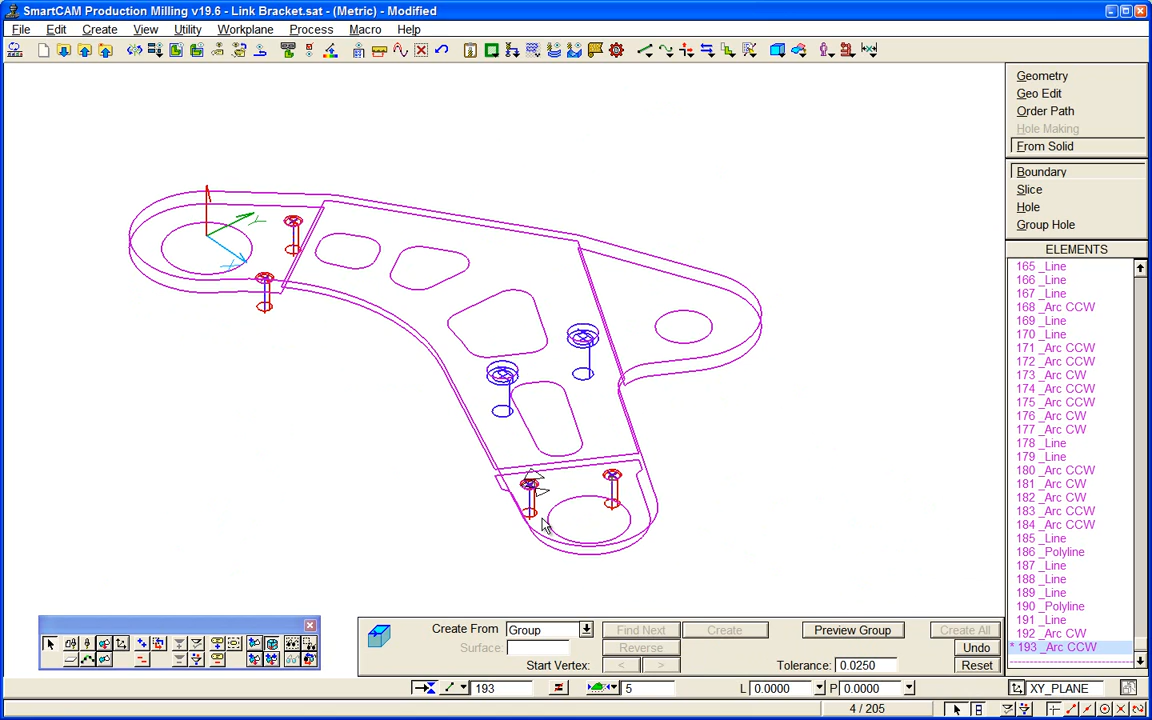 SmartCAM Production Milling v19.6 - Link Bracket.sat - (Metric) - Modified
File Edit Create View Utility Workplane Process Macro Help
Geometry
Geo Edit
Order Path
Hole Making
From Solid
Boundary
Slice
Hole
Group Hole
ELEMENTS
165 _Line
166 _Line
167 _Line
168 _Arc CCW
169 _Line
170 _Line
171 _Arc CCW
172 _Arc CCW
173 _Arc CW
174 _Arc CCW
175 _Arc CCW
176 _Arc CW
177 _Arc CW
178 _Line
179 _Line
180 _Arc CCW
181 _Arc CCW
182 _Arc CCW
183 _Arc CCW
184 _Arc CCW
185 _Line
186 _Polyline
187 _Line
188 _Line
189 _Line
190 _Polyline
191 _Line
192 _Arc CW
* 193 _Arc CCW
Y
X
Create From Group Find Next Create Preview Group Create All
Surface: Reverse Undo
Start Vertex: < > Tolerance: 0.0250 Reset
193 5 L 0.0000 P 0.0000 XY_PLANE
4 / 205